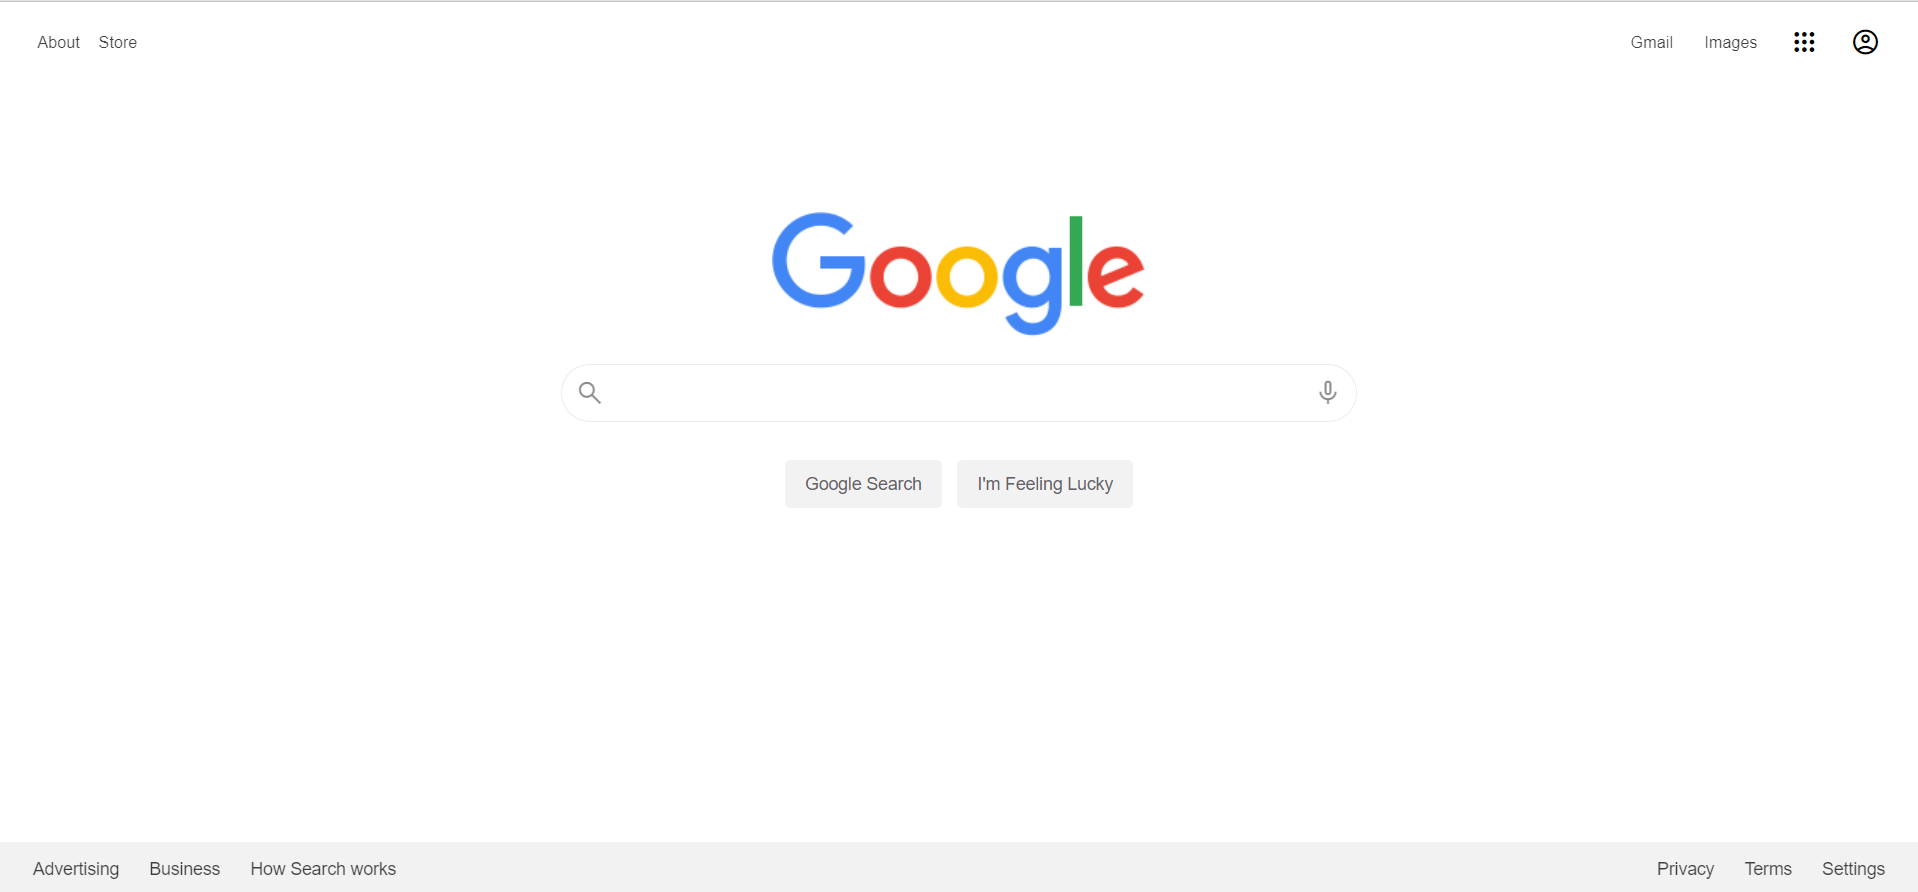 About Store Gmail Images
Google
Google Search I'm Feeling Lucky
Advertising Business How Search works Privacy Terms Settings